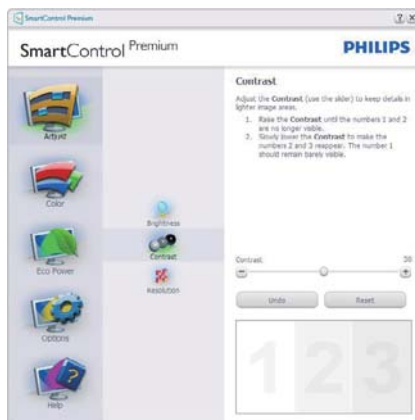 SmartControl Premium
SmartControl Premium
PHILIPS
Adjust
Color
Eco Power
Options
Help
Brightness
Contrast
Resolution
Contrast
Adjust the Contrast (use the slider) to keep details in
lighter image areas.
1. Raise the Contrast until the numbers 1 and 2
are no longer visible.
2. Slowly lower the Contrast to make the
numbers 2 and 3 reappear. The number 1
should remain barely visible.
Contrast
Undo
Reset
1 2 3